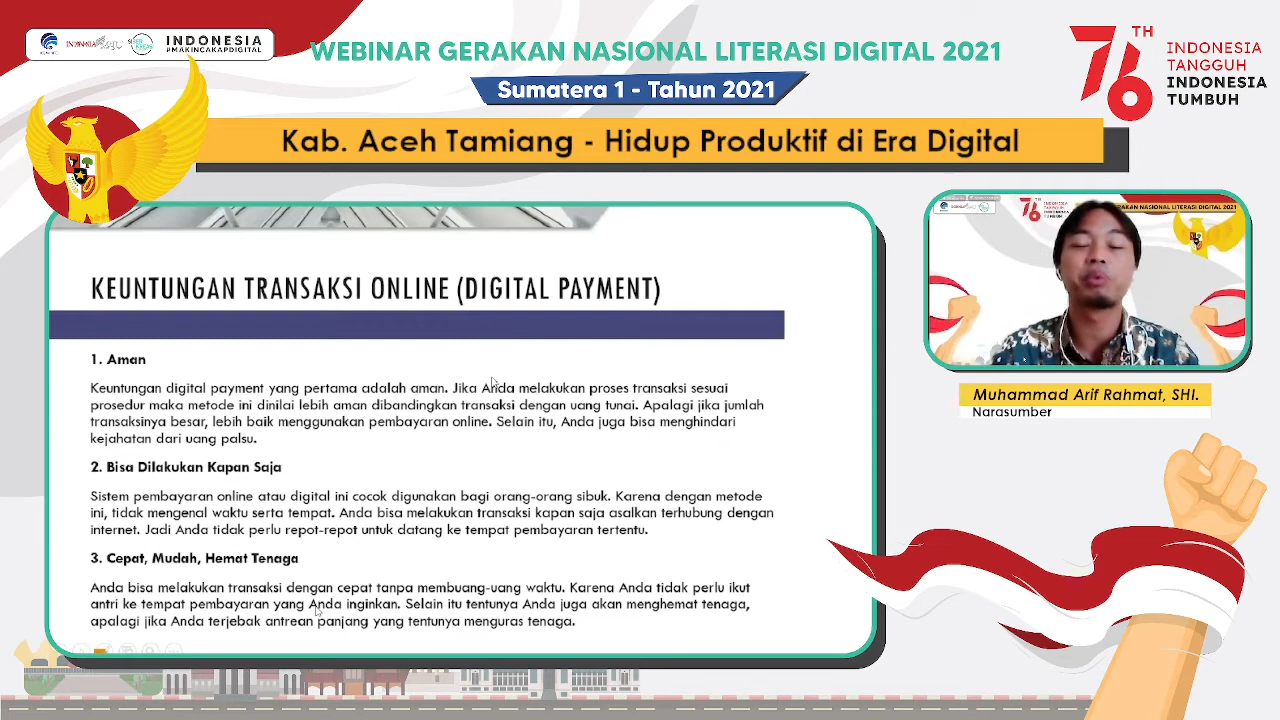 INDONESIA
#MAKINCAKAPDIGITAL
WEBINAR GERAKAN NASIONAL LITERASI DIGITAL 2021
Sumatera 1 - Tahun 2021
76TH
INDONESIA
TANGGUH
INDONESIA
TUMBUH
Kab. Aceh Tamiang - Hidup Produktif di Era Digital
KEUNTUNGAN TRANSAKSI ONLINE (DIGITAL PAYMENT)
1. Aman
Keuntungan digital payment yang pertama adalah aman. Jika Anda melakukan proses transaksi sesuai
prosedur maka metode ini dinilai lebih aman dibandingkan transaksi dengan uang tunai. Apalagi jika jumlah
transaksinya besar, lebih baik menggunakan pembayaran online. Selain itu, Anda juga bisa menghindari
kejahatan dari uang palsu.
2. Bisa Dilakukan Kapan Saja
Sistem pembayaran online atau digital ini cocok digunakan bagi orang-orang sibuk. Karena dengan metode
ini, tidak mengenal waktu serta tempat. Anda bisa melakukan transaksi kapan saja asalkan terhubung dengan
internet. Jadi Anda tidak perlu repot-repot untuk datang ke tempat pembayaran tertentu.
3. Cepat, Mudah, Hemat Tenaga
Anda bisa melakukan transaksi dengan cepat tanpa membuang-uang waktu. Karena Anda tidak perlu ikut
antri ke tempat pembayaran yang Anda inginkan. Selain itu tentunya Anda juga akan menghemat tenaga,
apalagi jika Anda terjebak antrean panjang yang tentunya menguras tenaga.
76TH
GERAKAN NASIONAL LITERASI DIGITAL 2021
Muhammad Arif Rahmat, SHI.
Narasumber